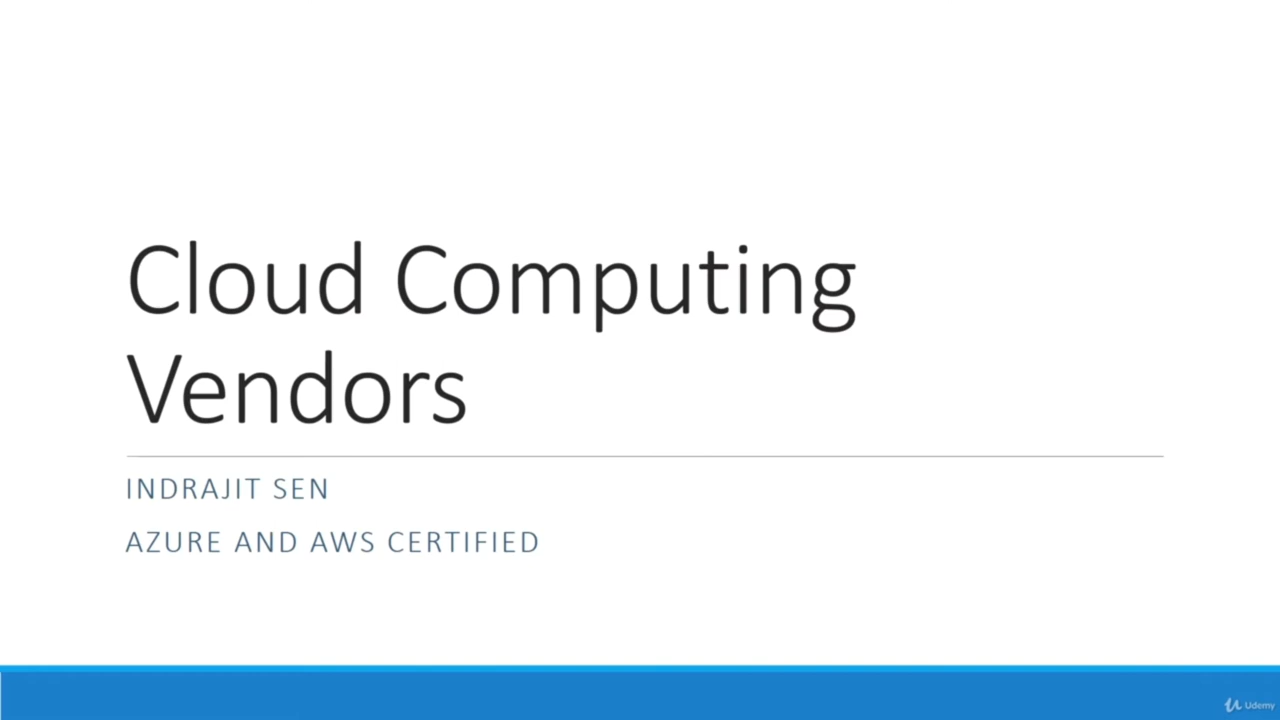 Cloud Computing
Vendors
INDRAJIT SEN
AZURE AND AWS CERTIFIED
Udemy